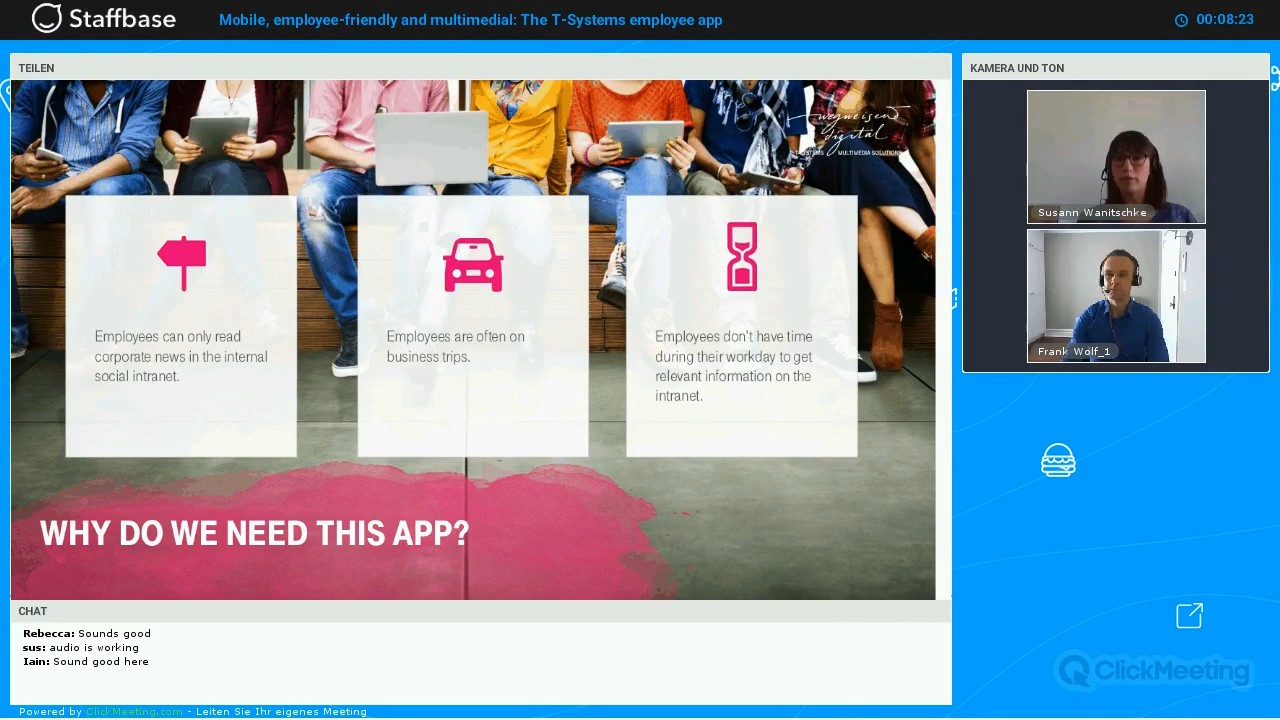 Staffbase
Mobile, employee-friendly and multimedial: The T-Systems employee app
00:08:23
TEILEN
wegweisend
digital
MULTIMEDIA SOLUTIONS
Employees can only read
corporate news in the internal
social intranet.
Employees are often on
business trips.
Employees don't have time
during their workday to get
relevant information on the
intranet.
WHY DO WE NEED THIS APP?
KAMERA UND TON
Susann Wanitschke
Frank Wolf_1
CHAT
Rebecca: Sounds good
sus: audio is working
Iain: Sound good here
ClickMeeting
Powered by ClickMeeting.com - Leiten Sie Ihr eigenes Meeting